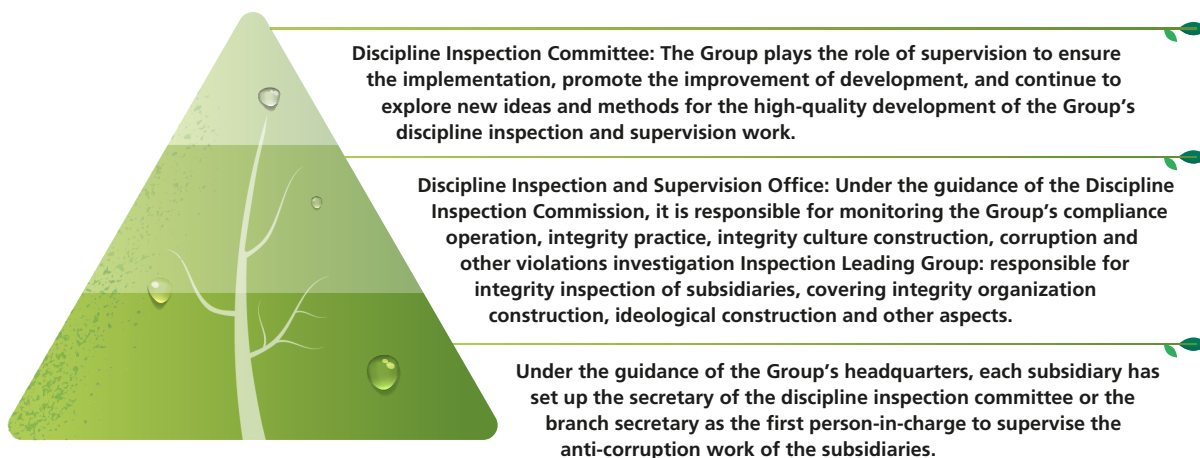 Discipline Inspection Committee: The Group plays the role of supervision to ensure
the implementation, promote the improvement of development, and continue to
explore new ideas and methods for the high-quality development of the Group's
discipline inspection and supervision work.
Discipline Inspection and Supervision Office: Under the guidance of the Discipline
Inspection Commission, it is responsible for monitoring the Group's compliance
operation, integrity practice, integrity culture construction, corruption and
other violations investigation Inspection Leading Group: responsible for
integrity inspection of subsidiaries, covering integrity organization
construction, ideological construction and other aspects.
Under the guidance of the Group's headquarters, each subsidiary has
set up the secretary of the discipline inspection committee or the
branch secretary as the first person-in-charge to supervise the
anti-corruption work of the subsidiaries.